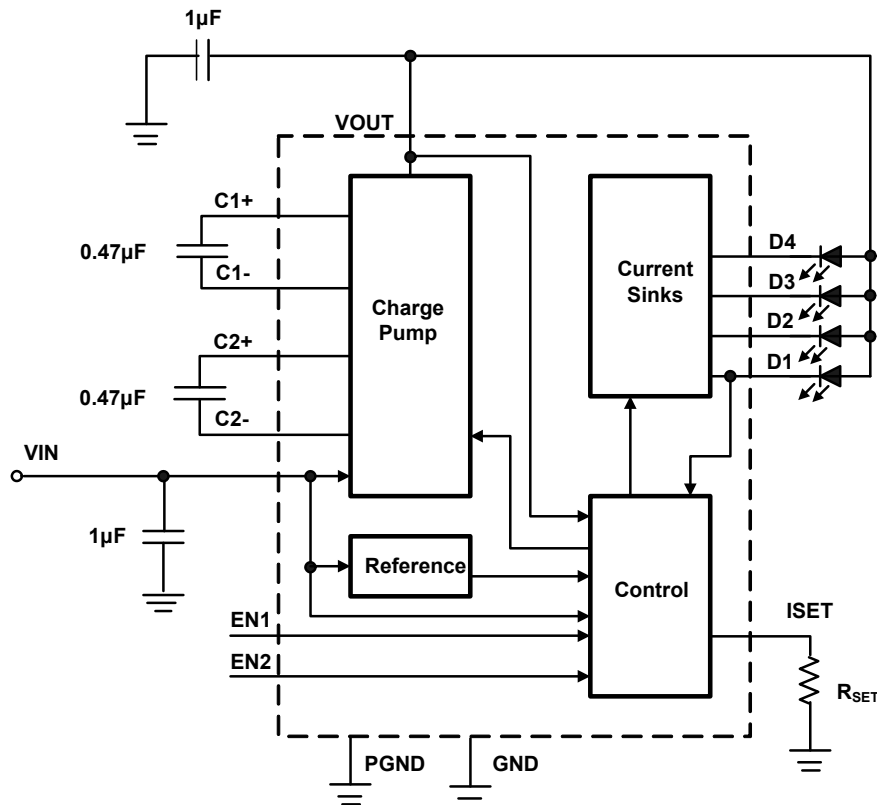 1µF
VOUT
C1+
0.47µF
C1-
Charge
Pump
C2+
0.47µF
C2-
Current
Sinks
D4
D3
D2
D1
VIN
1µF
Reference
Control
EN1
EN2
ISET
RSET
PGND
GND